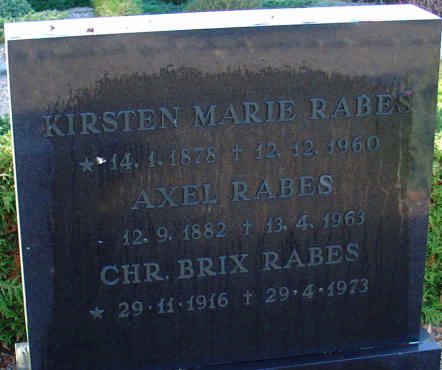 KIRSTEN MARIE RABES
* 14. 1. 1878 † 12. 12. 1960
AXEL RABES
12. 9. 1882 † 13. 4. 1963
CHR. BRIX RABES
* 29·11·1916 † 29·4·1973